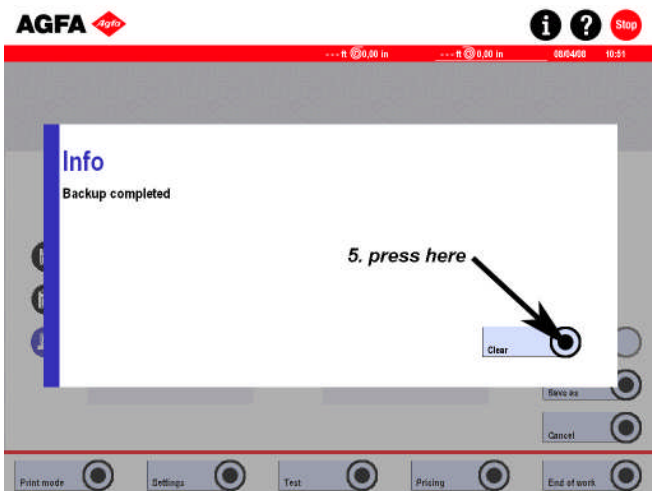 AGFA Agfa i ? Stop
--- ft 0,00 in --- ft 0,00 in 08/04/08 10:51
Info
Backup completed
5. press here
Clear
Save as
Cancel
Print mode Settings Test Pricing End of work